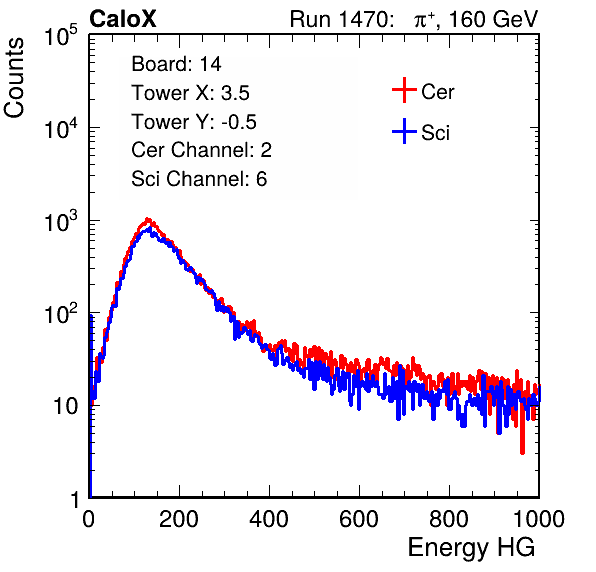 CaloX Run 1470: π⁺, 160 GeV
Counts
10⁵
10⁴
10³
10²
10
1
Board: 14
Tower X: 3.5
Tower Y: -0.5
Cer Channel: 2
Sci Channel: 6
Cer
Sci
0 200 400 600 800 1000
Energy HG